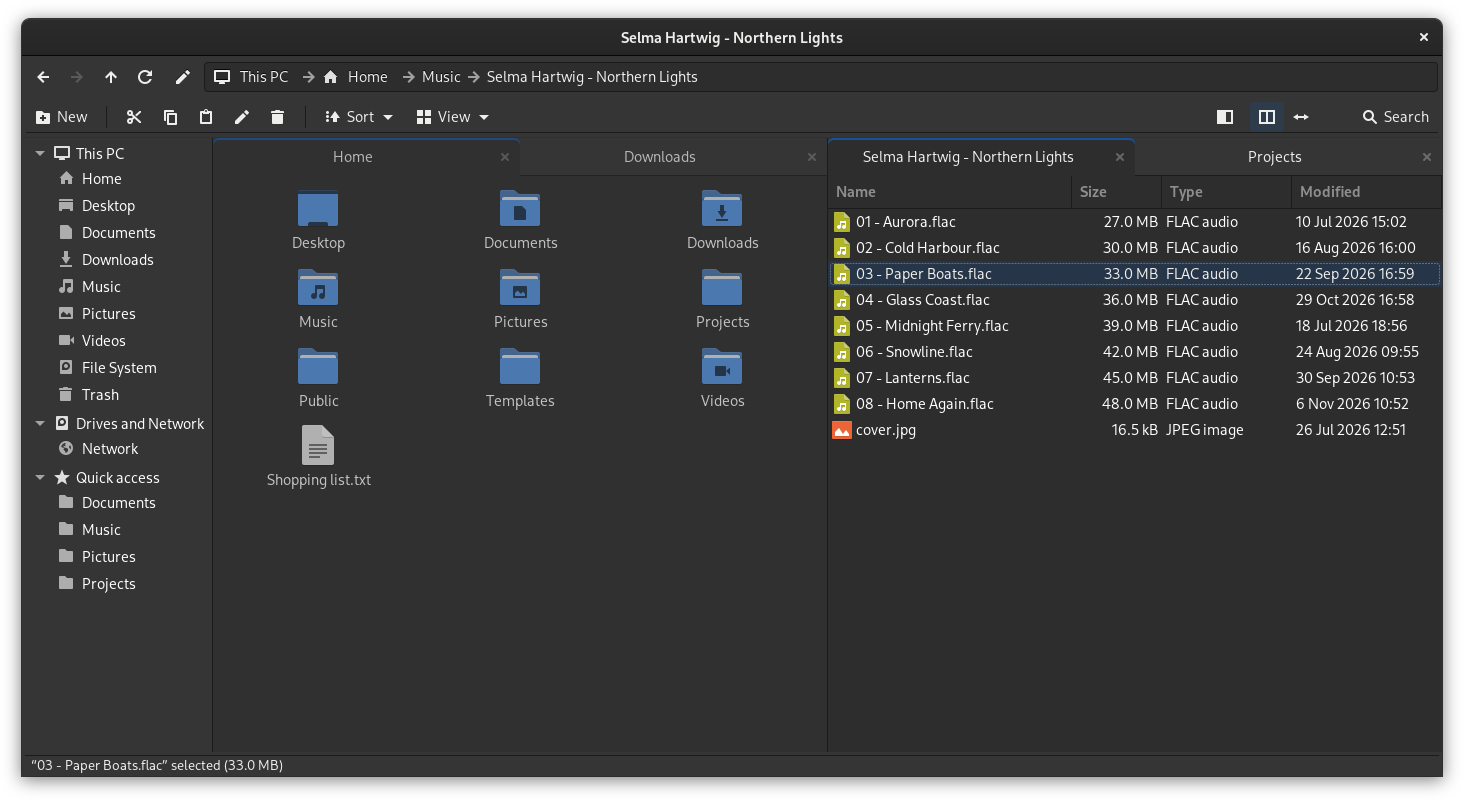 Selma Hartwig - Northern Lights
This PC Home Music Selma Hartwig - Northern Lights
New Sort View Search
This PC
Home
Desktop
Documents
Downloads
Music
Pictures
Videos
File System
Trash
Drives and Network
Network
Quick access
Documents
Music
Pictures
Projects
Home Downloads
Desktop Documents Downloads
Music Pictures Projects
Public Templates Videos
Shopping list.txt
Selma Hartwig - Northern Lights Projects
Name Size Type Modified
01 - Aurora.flac 27.0 MB FLAC audio 10 Jul 2026 15:02
02 - Cold Harbour.flac 30.0 MB FLAC audio 16 Aug 2026 16:00
03 - Paper Boats.flac 33.0 MB FLAC audio 22 Sep 2026 16:59
04 - Glass Coast.flac 36.0 MB FLAC audio 29 Oct 2026 16:58
05 - Midnight Ferry.flac 39.0 MB FLAC audio 18 Jul 2026 18:56
06 - Snowline.flac 42.0 MB FLAC audio 24 Aug 2026 09:55
07 - Lanterns.flac 45.0 MB FLAC audio 30 Sep 2026 10:53
08 - Home Again.flac 48.0 MB FLAC audio 6 Nov 2026 10:52
cover.jpg 16.5 kB JPEG image 26 Jul 2026 12:51
“03 - Paper Boats.flac” selected (33.0 MB)